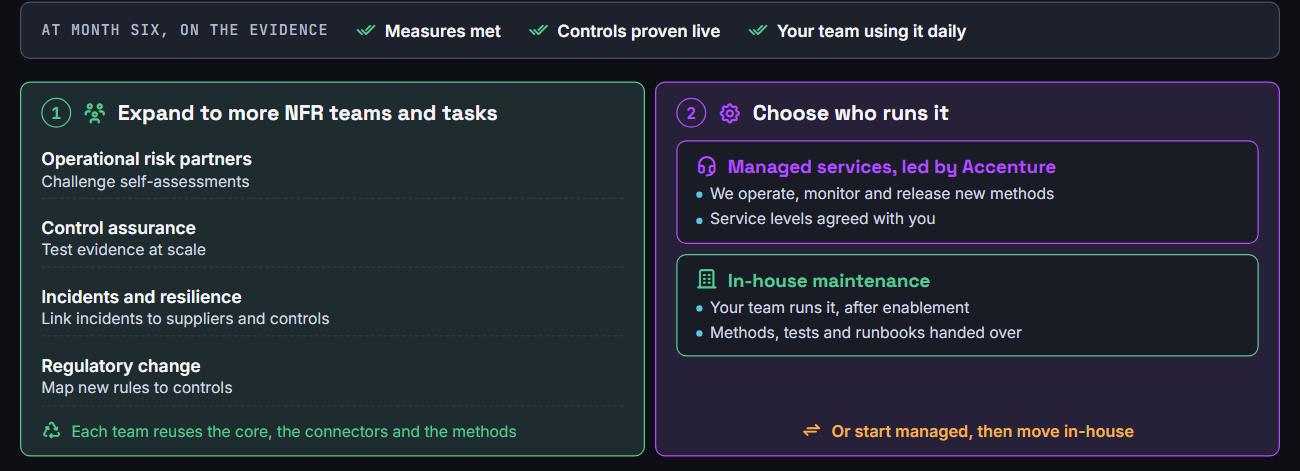 AT MONTH SIX, ON THE EVIDENCE
Measures met
Controls proven live
Your team using it daily
1
Expand to more NFR teams and tasks
Operational risk partners
Challenge self-assessments
Control assurance
Test evidence at scale
Incidents and resilience
Link incidents to suppliers and controls
Regulatory change
Map new rules to controls
Each team reuses the core, the connectors and the methods
2
Choose who runs it
Managed services, led by Accenture
We operate, monitor and release new methods
Service levels agreed with you
In-house maintenance
Your team runs it, after enablement
Methods, tests and runbooks handed over
Or start managed, then move in-house